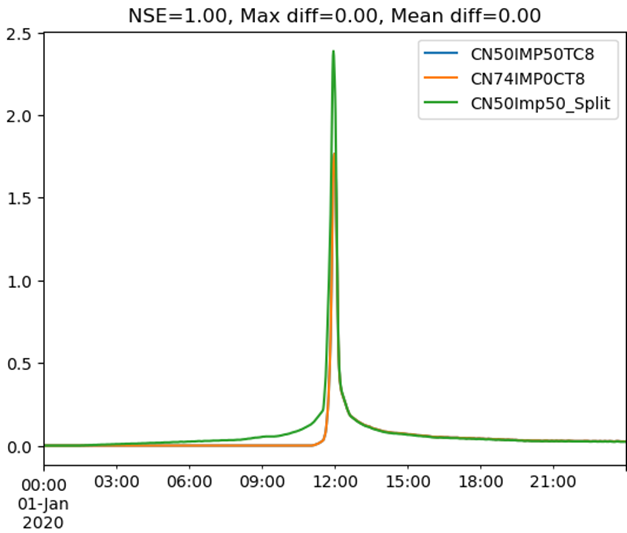 NSE=1.00, Max diff=0.00, Mean diff=0.00
2.5
2.0
1.5
1.0
0.5
0.0
CN50IMP50TC8
CN74IMP0CT8
CN50Imp50_Split
00:00 03:00 06:00 09:00 12:00 15:00 18:00 21:00
01-Jan
2020